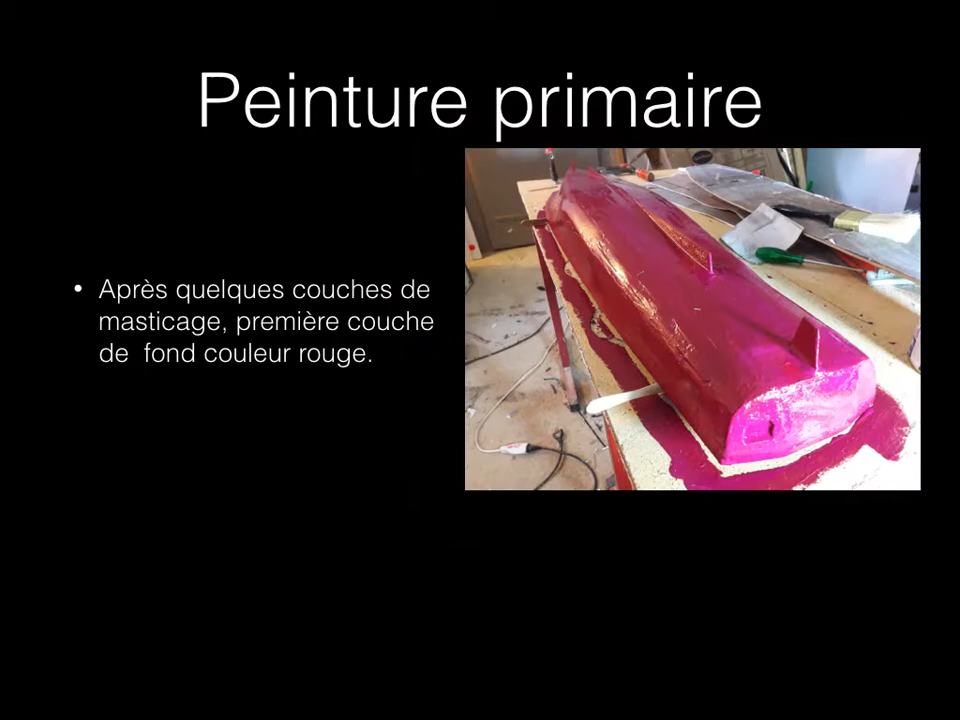 Peinture primaire
• Après quelques couches de
masticage, première couche
de  fond couleur rouge.